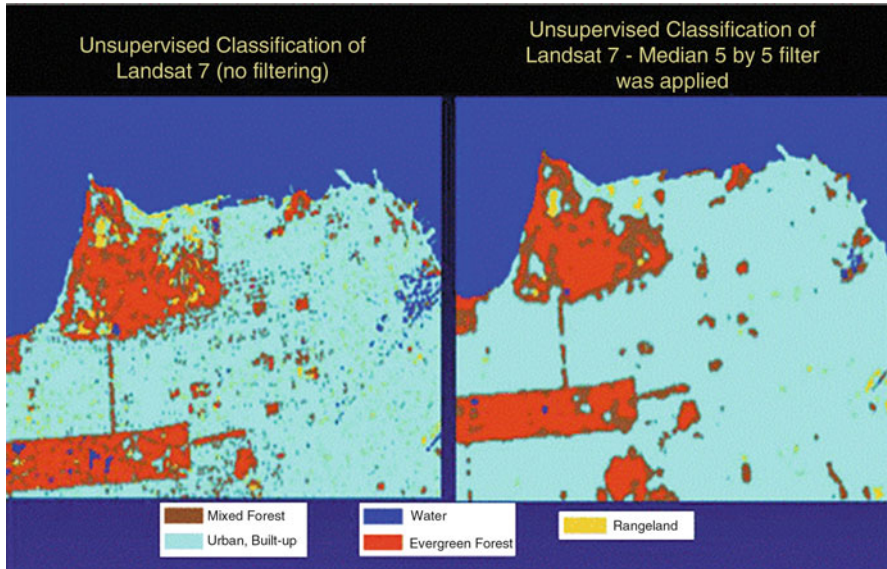 Unsupervised Classification of
Landsat 7 (no filtering)
Unsupervised Classification of
Landsat 7 - Median 5 by 5 filter
was applied
Mixed Forest
Urban, Built-up
Water
Evergreen Forest
Rangeland